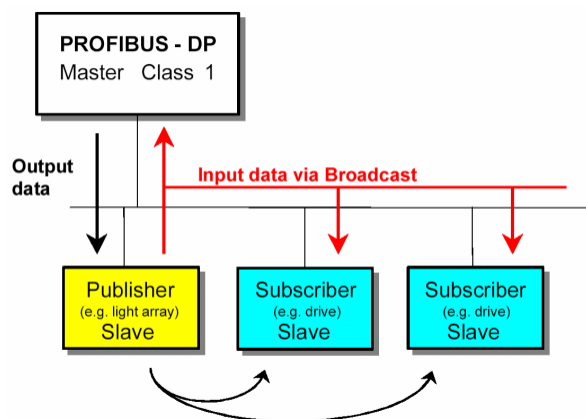 PROFIBUS - DP
Master Class 1
Output
data
Input data via Broadcast
Publisher
(e.g. light array)
Slave
Subscriber
(e.g. drive)
Slave
Subscriber
(e.g. drive)
Slave